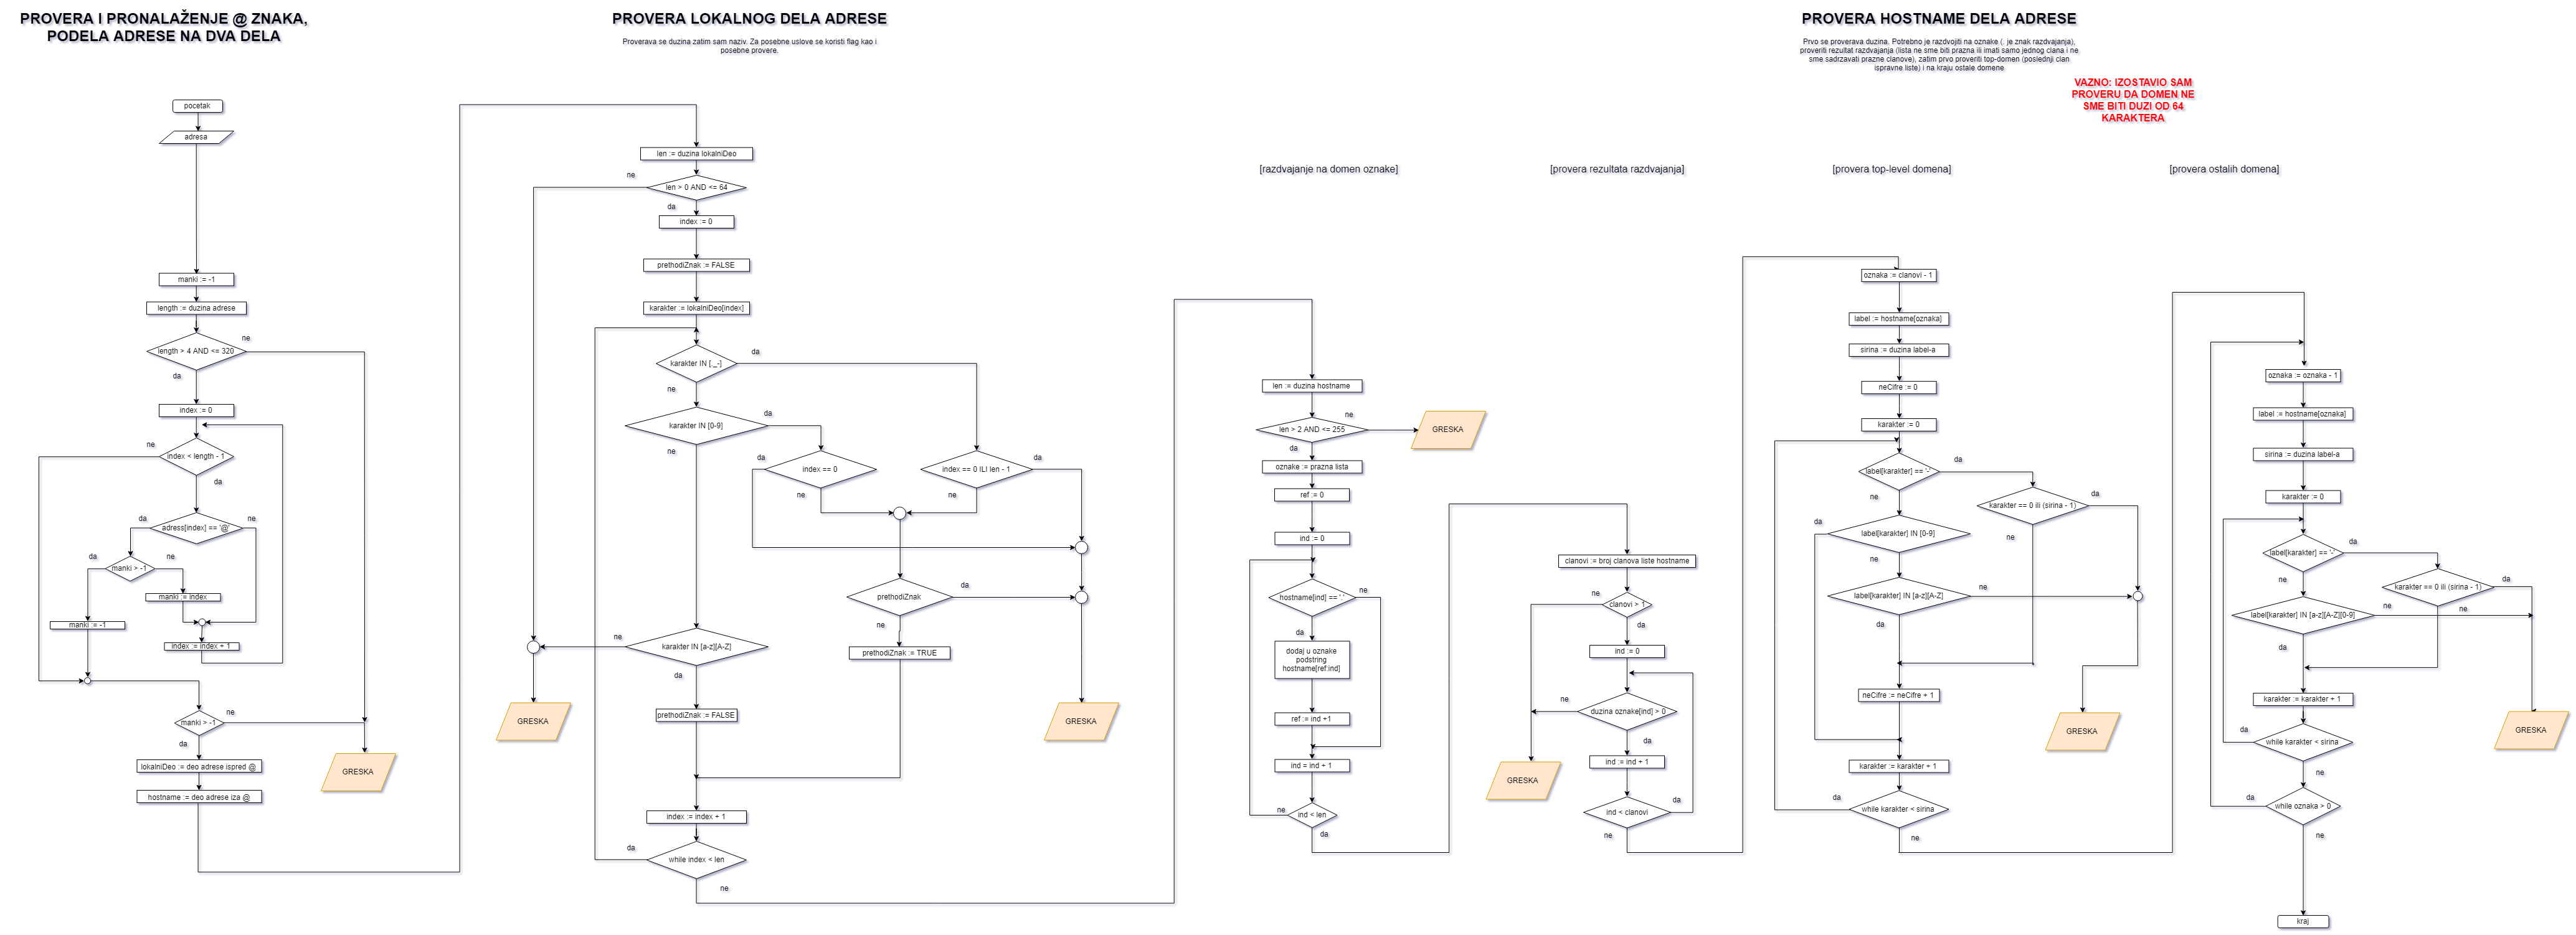 PROVERA I PRONALAŽENJE @ ZNAKA,
PODELA ADRESE NA DVA DELA
pocetak
adresa
manki := -1
length := duzina adrese
length > 4 AND <= 320
ne
da
index := 0
index < length - 1
ne
da
adress[index] == '@'
da
ne
manki > -1
da
ne
manki := index
manki := -1
index := index + 1
manki > -1
ne
da
lokalniDeo := deo adrese ispred @
hostname := deo adrese iza @
GRESKA
PROVERA LOKALNOG DELA ADRESE
Proverava se duzina zatim sam naziv. Za posebne uslove se koristi flag kao i
posebne provere.
len := duzina lokalniDeo
len > 0 AND <= 64
ne
da
index := 0
prethodiZnak := FALSE
karakter := lokalniDeo[index]
karakter IN [._-]
da
ne
karakter IN [0-9]
da
ne
index == 0
da
ne
index == 0 ILI len - 1
da
ne
prethodiZnak
da
ne
prethodiZnak := TRUE
karakter IN [a-z][A-Z]
ne
da
GRESKA
GRESKA
prethodiZnak := FALSE
index := index + 1
while index < len
da
ne
PROVERA HOSTNAME DELA ADRESE
Prvo se proverava duzina. Potrebno je razdvojiti na oznake (. je znak razdvajanja),
proveriti rezultat razdvajanja (lista ne sme biti prazna ili imati samo jednog clana i ne
sme sadrzavati prazne clanove), zatim prvo proveriti top-domen (poslednji clan
ispravne liste) i na kraju ostale domene
VAZNO: IZOSTAVIO SAM
PROVERU DA DOMEN NE
SME BITI DUZI OD 64
KARAKTERA
[razdvajanje na domen oznake]
len := duzina hostname
len > 2 AND <= 255
ne
da
GRESKA
oznake := prazna lista
ref := 0
ind := 0
hostname[ind] == '.'
ne
da
dodaj u oznake
podstring
hostname[ref:ind]
ref := ind +1
ind = ind + 1
ind < len
ne
da
[provera rezultata razdvajanja]
clanovi := broj clanova liste hostname
clanovi > 1
ne
da
ind := 0
duzina oznake[ind] > 0
ne
da
GRESKA
ind := ind + 1
ind < clanovi
da
ne
[provera top-level domena]
oznaka := clanovi - 1
label := hostname[oznaka]
sirina := duzina label-a
neCifre := 0
karakter := 0
label[karakter] == '-'
da
ne
karakter == 0 ili (sirina - 1)
da
ne
label[karakter] IN [0-9]
da
ne
label[karakter] IN [a-z][A-Z]
ne
da
neCifre := neCifre + 1
GRESKA
karakter := karakter + 1
while karakter < sirina
da
ne
[provera ostalih domena]
oznaka := oznaka - 1
label := hostname[oznaka]
sirina := duzina label-a
karakter := 0
label[karakter] == '-'
da
ne
karakter == 0 ili (sirina - 1)
da
ne
label[karakter] IN [a-z][A-Z][0-9]
ne
da
karakter := karakter + 1
GRESKA
while karakter < sirina
da
ne
while oznaka > 0
da
ne
kraj